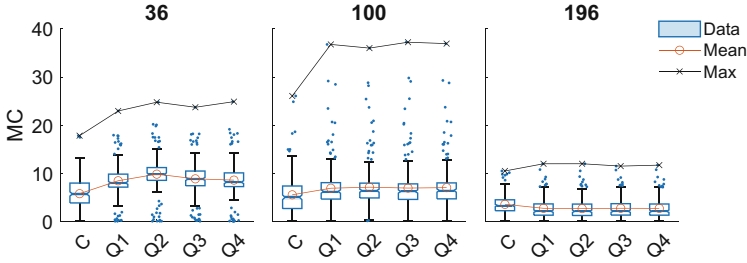 36 100 196
Data
Mean
Max
MC
40
30
20
10
0
C Q1 Q2 Q3 Q4 C Q1 Q2 Q3 Q4 C Q1 Q2 Q3 Q4